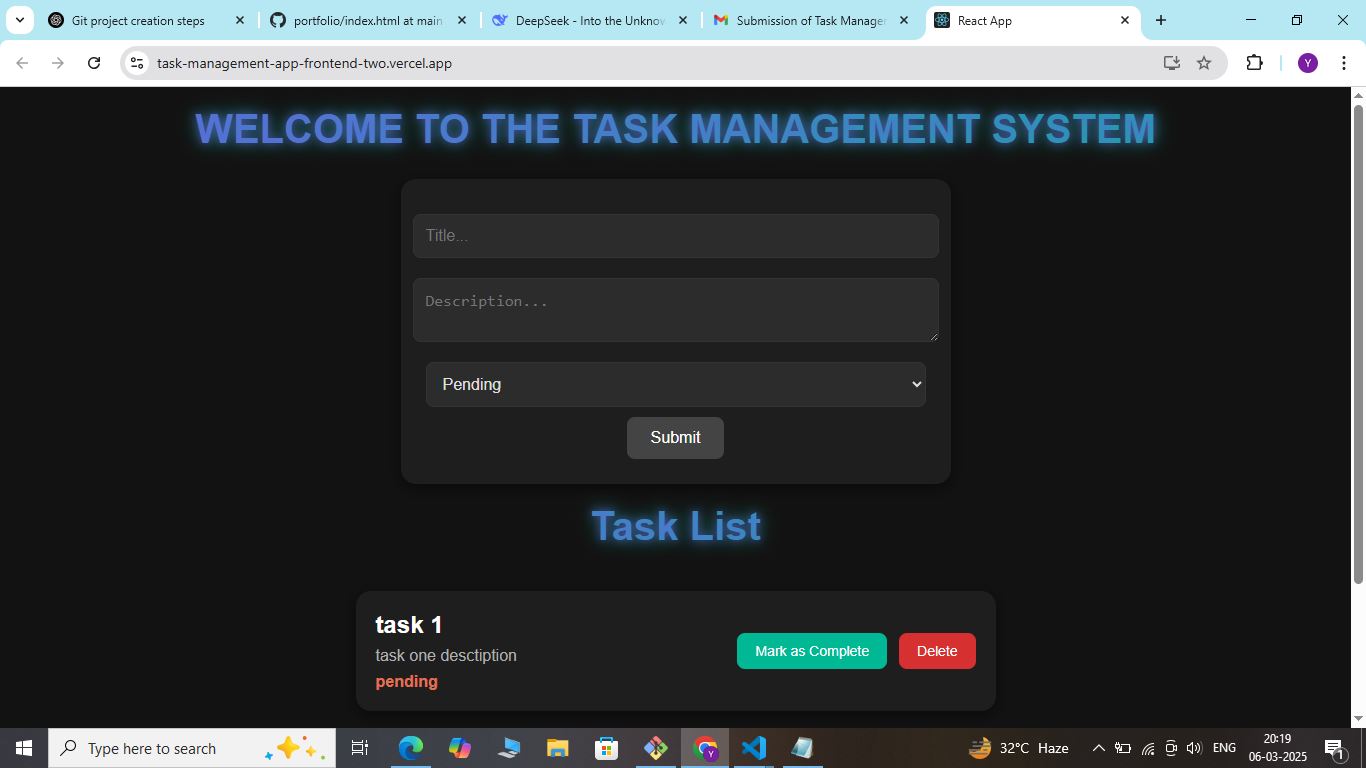 Git project creation steps
portfolio/index.html at main
DeepSeek - Into the Unknow
Submission of Task Manager
React App
task-management-app-frontend-two.vercel.app
Y
WELCOME TO THE TASK MANAGEMENT SYSTEM
Title...
Description...
Pending
Submit
Task List
task 1
task one desctiption
pending
Mark as Complete
Delete
Type here to search
Y
32°C Haze
ENG
20:19
06-03-2025
1